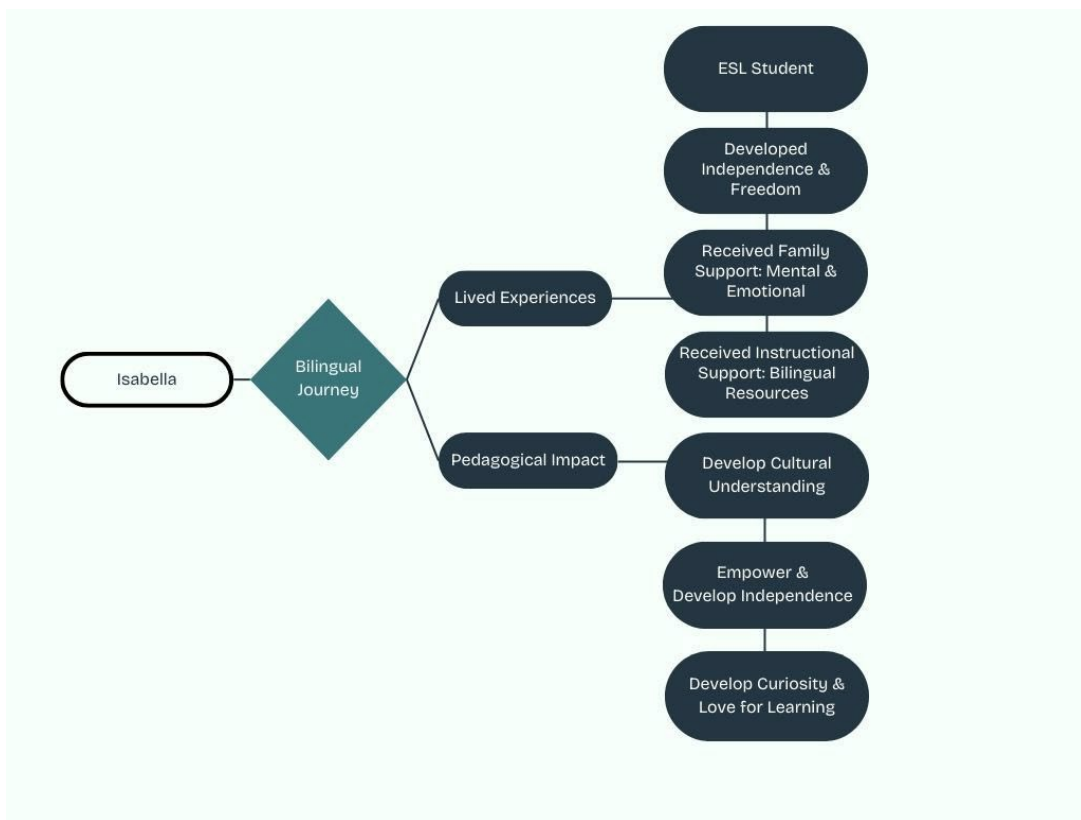 Isabella
Bilingual
Journey
Lived Experiences
ESL Student
Developed
Independence &
Freedom
Received Family
Support: Mental &
Emotional
Received Instructional
Support: Bilingual
Resources
Pedagogical Impact
Develop Cultural
Understanding
Empower &
Develop Independence
Develop Curiosity &
Love for Learning